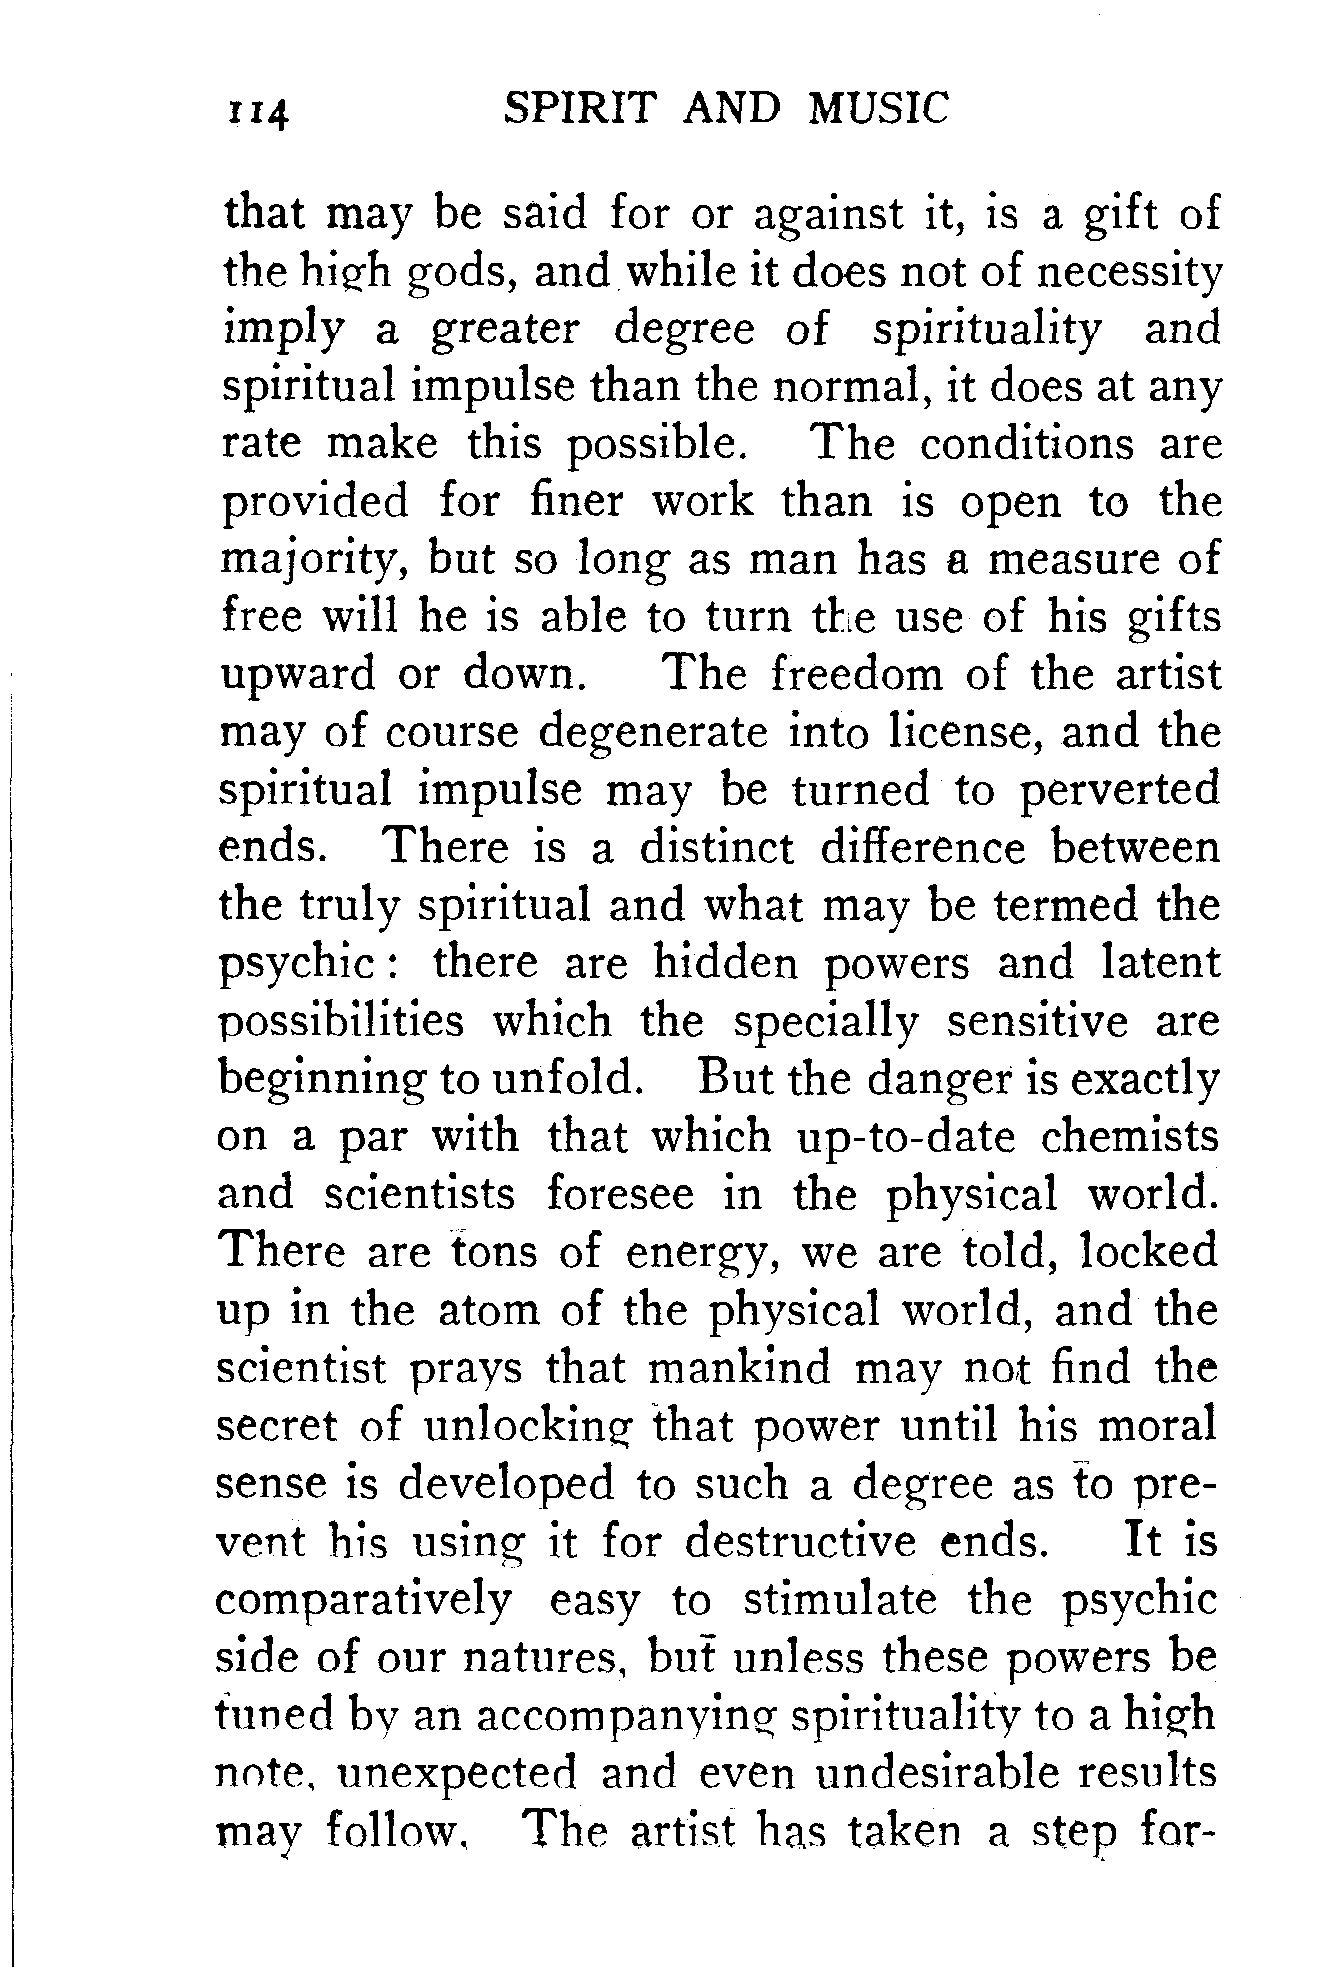 114 SPIRIT AND MUSIC
that may be said for or against it, is a gift of
the high gods, and while it does not of necessity
imply a greater degree of spirituality and
spiritual impulse than the normal, it does at any
rate make this possible. The conditions are
provided for finer work than is open to the
majority, but so long as man has a measure of
free will he is able to turn the use of his gifts
upward or down. The freedom of the artist
may of course degenerate into license, and the
spiritual impulse may be turned to perverted
ends. There is a distinct difference between
the truly spiritual and what may be termed the
psychic : there are hidden powers and latent
possibilities which the specially sensitive are
beginning to unfold. But the danger is exactly
on a par with that which up-to-date chemists
and scientists foresee in the physical world.
There are tons of energy, we are told, locked
up in the atom of the physical world, and the
scientist prays that mankind may not find the
secret of unlocking that power until his moral
sense is developed to such a degree as to pre-
vent his using it for destructive ends. It is
comparatively easy to stimulate the psychic
side of our natures, but unless these powers be
tuned by an accompanying spirituality to a high
note, unexpected and even undesirable results
may follow. The artist has taken a step for-